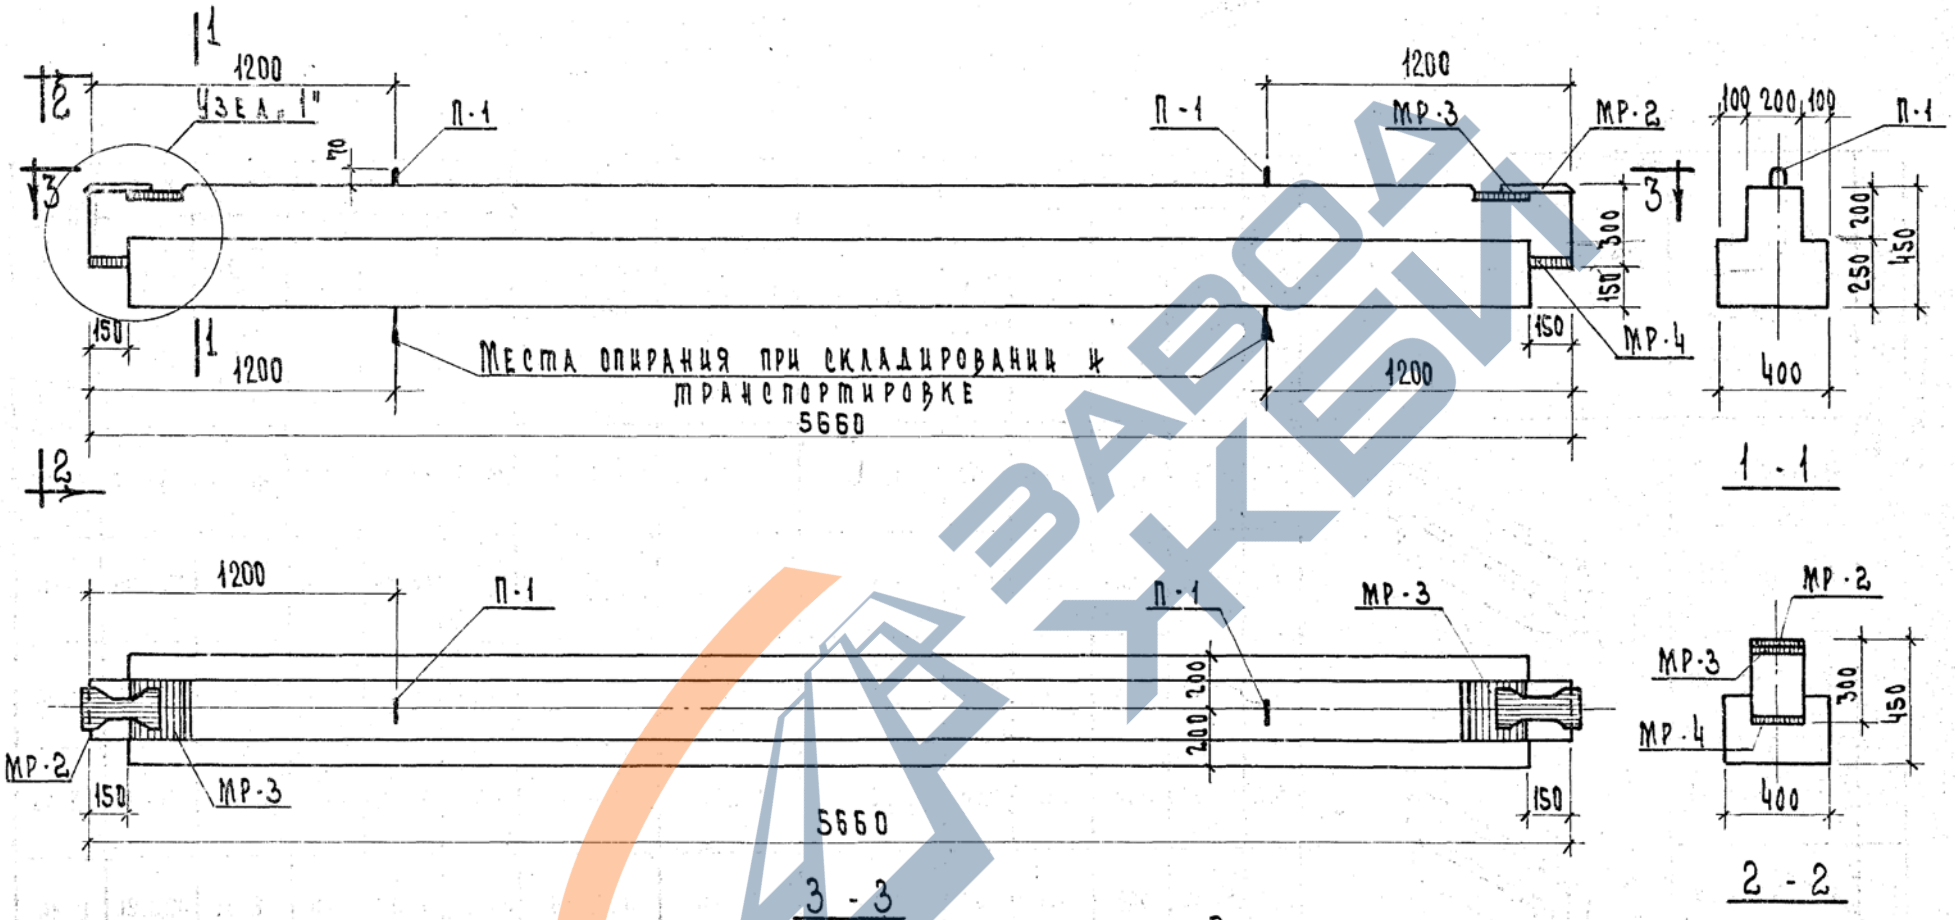 1
1200
1200
2
УЗЕЛ „1"
П-1
П-1
МР-3
МР-2
100 200 100
П-1
70
3
3
300
150
200
250
450
150
1
1200
МЕСТА ОПИРАНИЯ ПРИ СКЛАДИРОВАНИИ И
ТРАНСПОРТИРОВКЕ
150
1200
МР-4
400
5660
2
1 - 1
1200
П-1
П-1
МР-3
МР-2
МР-3
МР-4
300
450
200
200
МР-2
МР-3
150
150
400
5660
3 - 3
2 - 2
ЗАВОД
ЖБИ